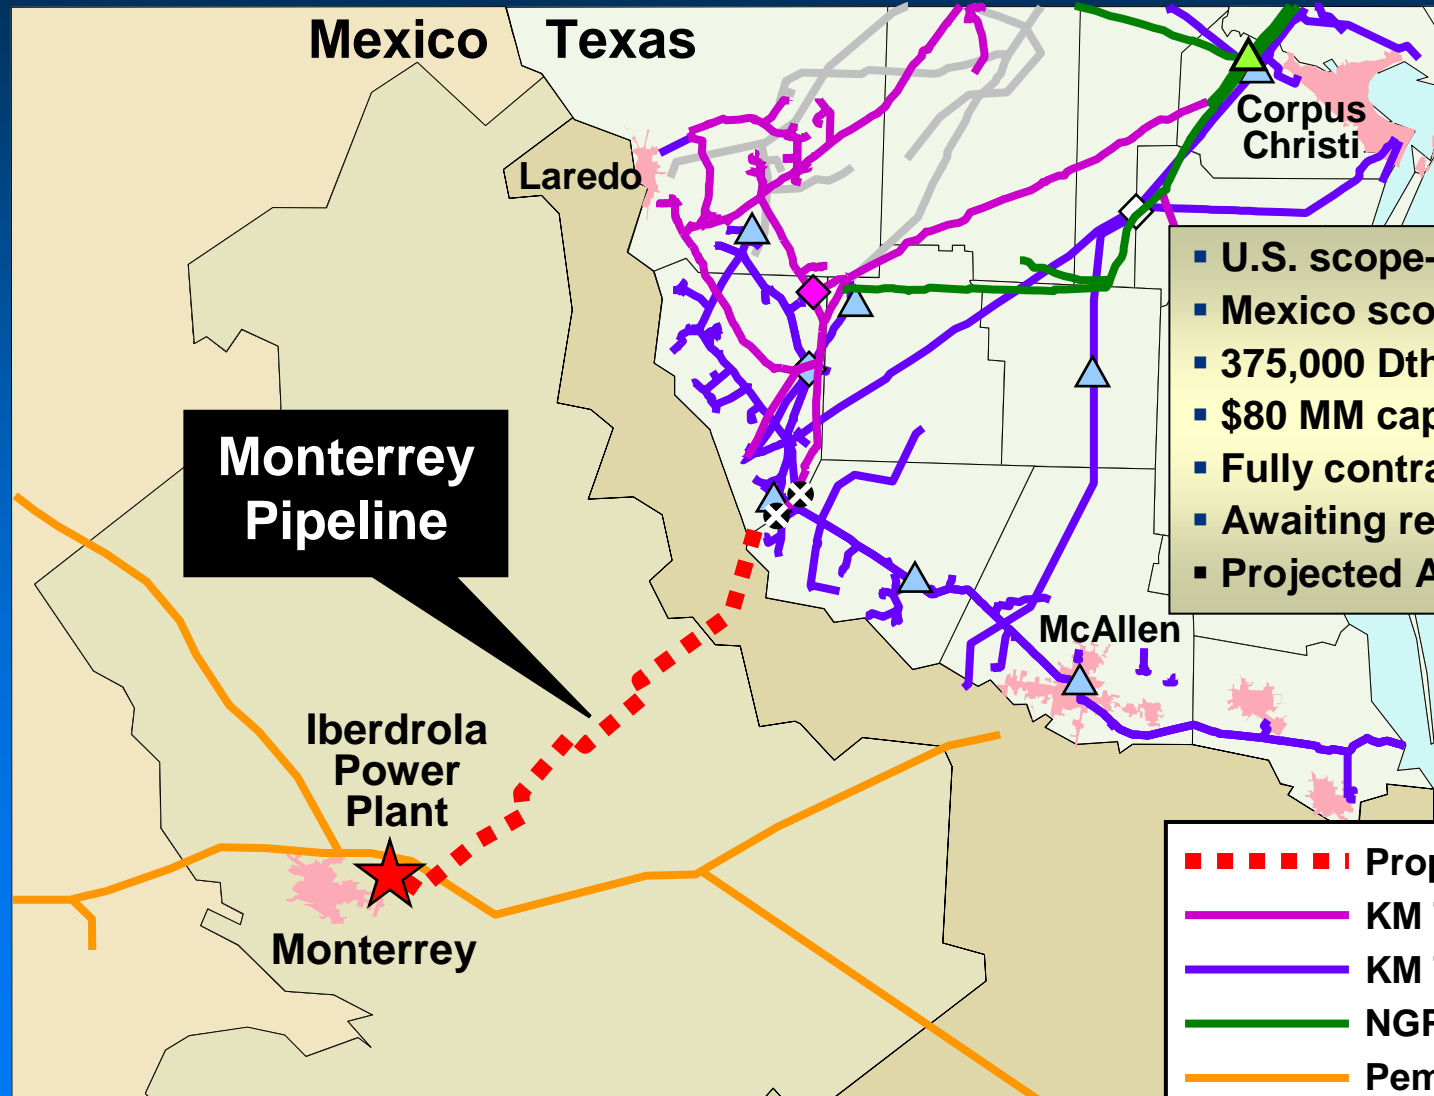 Mexico Texas
Corpus
Christi
Laredo
▪ U.S. scope-
▪ Mexico sco
▪ 375,000 Dth
▪ $80 MM cap
▪ Fully contra
▪ Awaiting re
▪ Projected A
Monterrey
Pipeline
McAllen
Iberdrola
Power
Plant
Monterrey
Prop
KM
KM
NGP
Pem